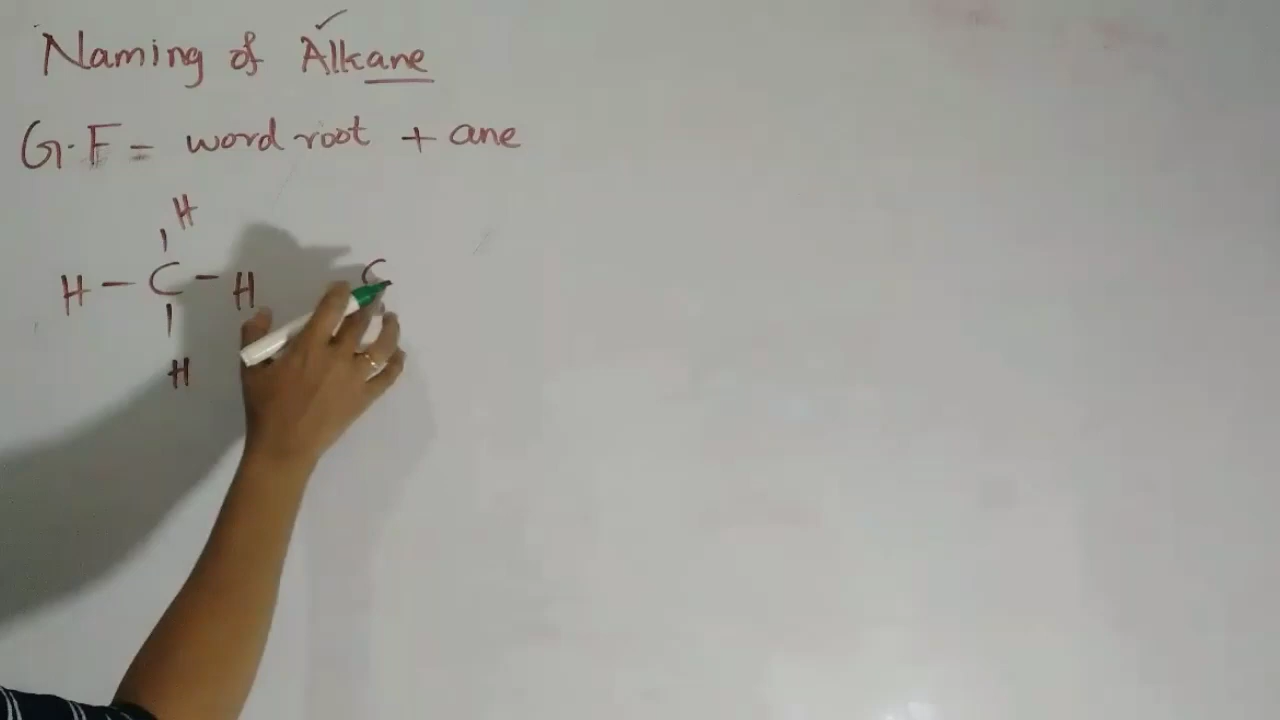 Naming of Alkane
G.F = word root + ane
H
H - C - H C
H